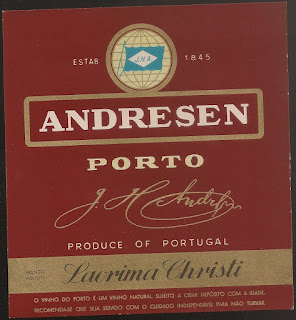 J.H.A.
ESTAB 1845
ANDRESEN
PORTO
J. H. Andresen
PRODUCE OF PORTUGAL
Lacrima Christi
O VINHO DO PORTO É UM VINHO NATURAL SUJEITO A CRIAR DEPÓSITO COM A IDADE.
RECOMENDA-SE QUE SEJA SERVIDO COM O CUIDADO INDISPENSÁVEL PARA NÃO TURVAR.